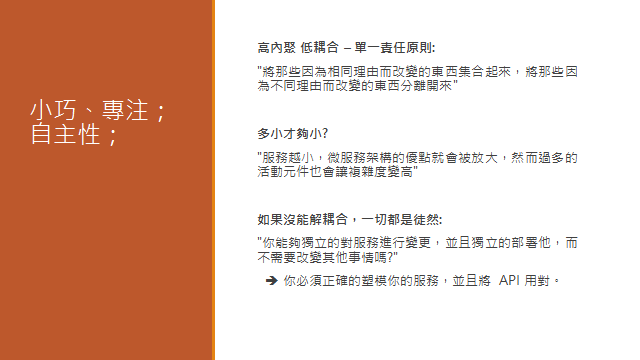 小巧、專注；
自主性；
高內聚 低耦合 – 單一責任原則:
"將那些因為相同理由而改變的東西集合起來，將那些因
為不同理由而改變的東西分離開來"
多小才夠小?
"服務越小，微服務架構的優點就會被放大，然而過多的
活動元件也會讓複雜度變高"
如果沒能解耦合，一切都是徒然:
"你能夠獨立的對服務進行變更，並且獨立的部署他，而
不需要改變其他事情嗎?"
➔ 你必須正確的塑模你的服務，並且將 API 用對。